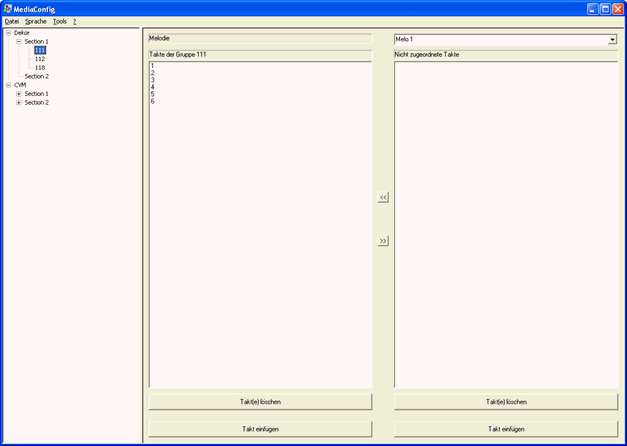 MediaConfig
Datei Sprache Tools ?
Dekor
Section 1
111
112
118
Section 2
CVM
Section 1
Section 2
Melodie
Melo 1
Takte der Gruppe 111
Nicht zugeordnete Takte
1
2
3
4
5
6
<<
>>
Takt(e) löschen
Takt(e) löschen
Takt einfügen
Takt einfügen